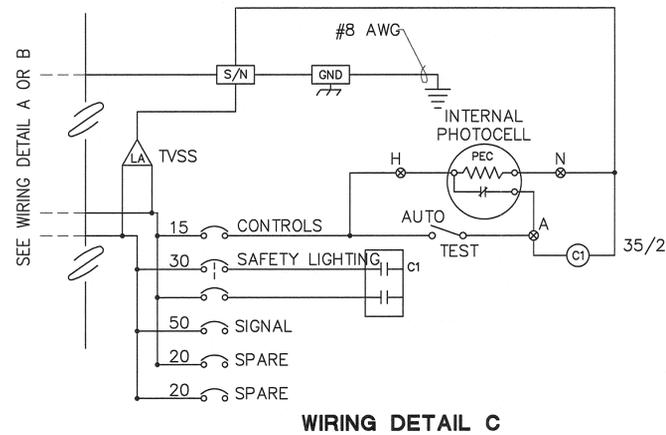 #8 AWG
S/N
GND
SEE WIRING DETAIL A OR B
INTERNAL
PHOTOCELL
LA
TVSS
H
PEC
N
15
CONTROLS
AUTO
TEST
A
30
SAFETY LIGHTING
C1
C1
35/2
50
SIGNAL
20
SPARE
20
SPARE
WIRING DETAIL C